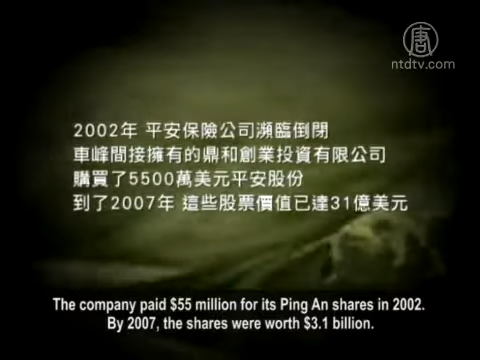 唐
ntdtv.com
2002年 平安保險公司瀕臨倒閉
車峰間接擁有的鼎和創業投資有限公司
購買了5500萬美元平安股份
到了2007年 這些股票價值已達31億美元
The company paid $55 million for its Ping An shares in 2002.
By 2007, the shares were worth $3.1 billion.